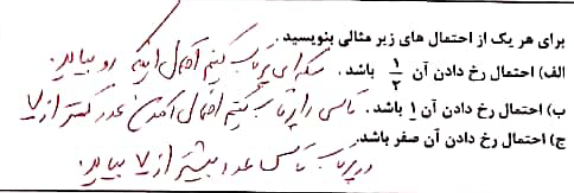 برای هر یک از احتمال های زیر مثالی بنویسید.
الف) احتمال رخ دادن آن ۱/۲ باشد. سکه ای پرتاب کنیم احتمال اینکه رو بیاید.
ب) احتمال رخ دادن آن ۱ باشد. تاسی را پرتاب کنیم احتمال آمدن عدد کمتر از ۷
ج) احتمال رخ دادن آن صفر باشد.
در پرتاب تاس عدد بیشتر از ۷ بیاید.